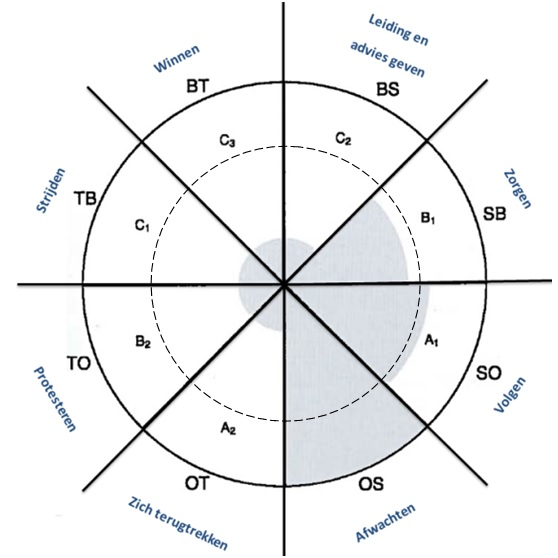 Leiding en
advies geven
Winnen
BT
BS
C3
C2
Strijden
Zorgen
TB
SB
C1
B1
B2
A1
TO
SO
Protesteren
Volgen
A2
OT
OS
Zich terugtrekken
Afwachten